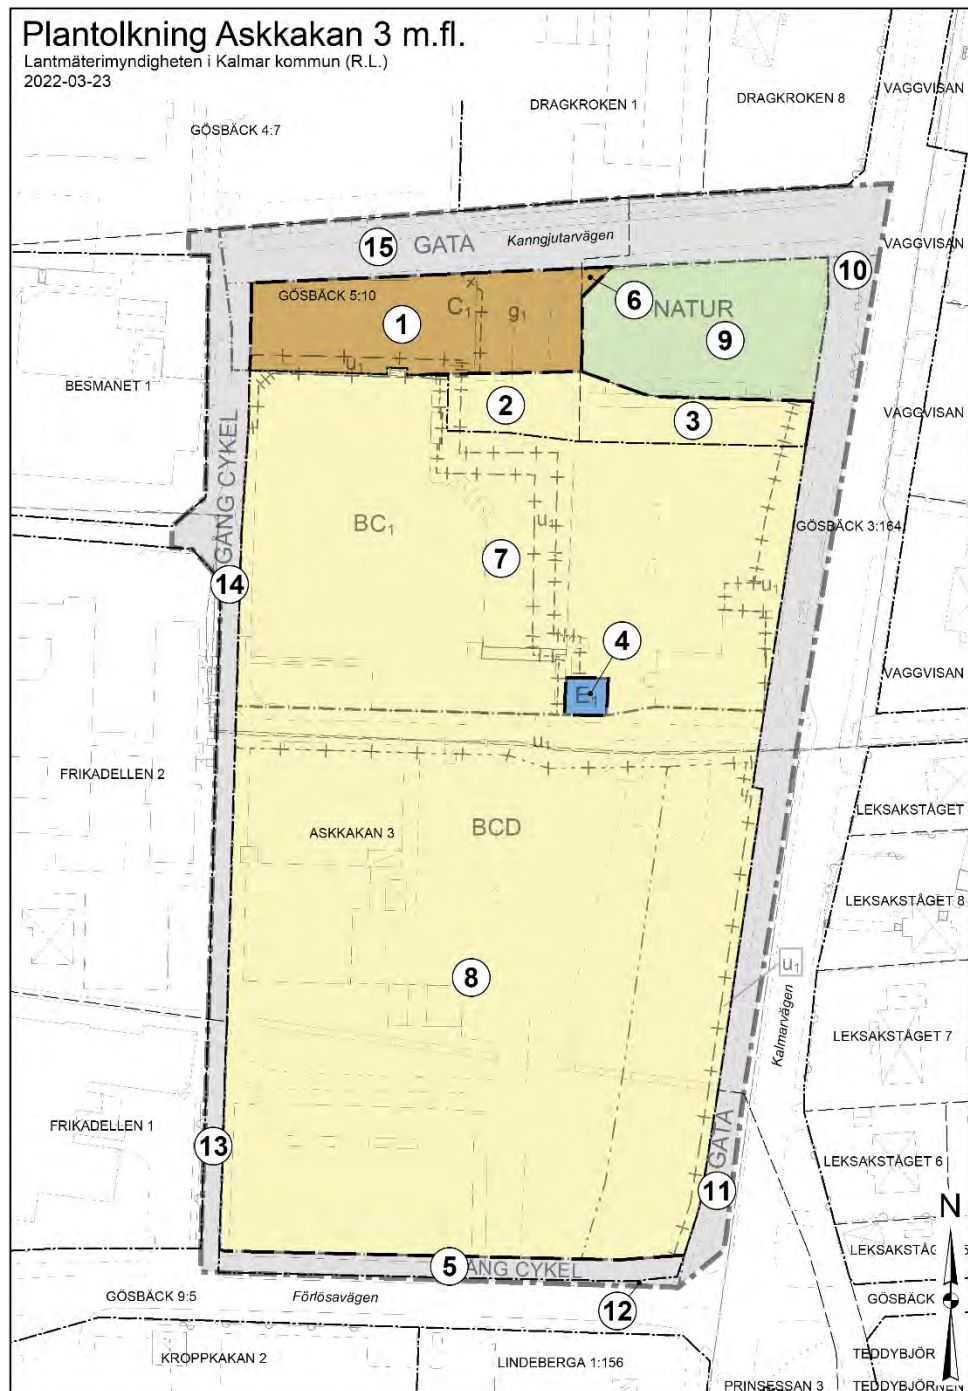 Plantolkning Askkakan 3 m.fl.
Lantmäterimyndigheten i Kalmar kommun (R.L.)
2022-03-23
VAGGVISAN
DRAGKROKEN 1
DRAGKROKEN 8
GÖSBÄCK 4:7
15
GATA
Kanngjutarvägen
VAGGVISAN
10
GÖSBÄCK 5:10
C1
g1
6
NATUR
1
9
u1
BESMANET 1
2
3
VAGGVISAN
GÅNG CYKEL
BC1
u1
GÖSBÄCK 3:164
7
14
u1
4
E1
VAGGVISAN
u1
FRIKADELLEN 2
ASKKAKAN 3
BCD
LEKSAKSTÅGET
LEKSAKSTÅGET 8
8
u1
Kalmarvägen
LEKSAKSTÅGET 7
FRIKADELLEN 1
13
GATA
11
LEKSAKSTÅGET 6
N
LEKSAKSTÅG
5
ÅNG CYKEL
GÖSBÄCK 9:5
Förlösavägen
12
GÖSBÄCK
KROPPKAKAN 2
LINDEBERGA 1:156
TEDDYBJÖR
PRINSESSAN 3
TEDDYBJÖRNEN